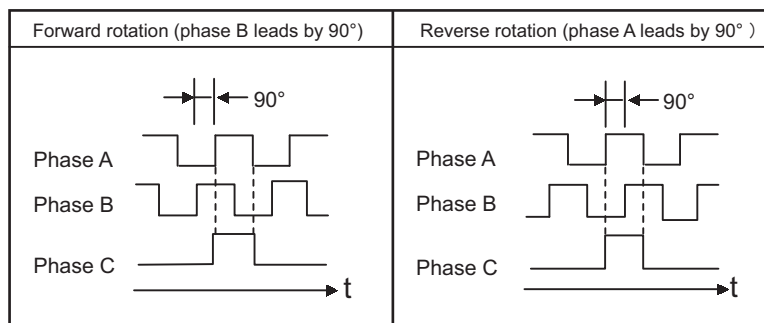 Forward rotation (phase B leads by 90°)
90°
Phase A
Phase B
Phase C
t
Reverse rotation (phase A leads by 90° )
90°
Phase A
Phase B
Phase C
t